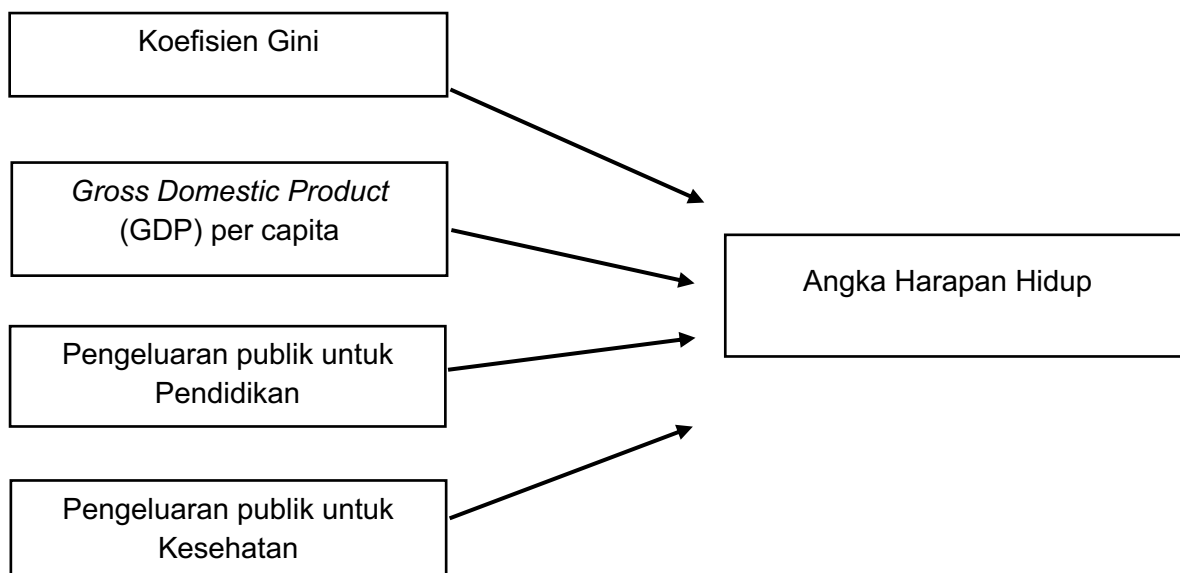 Koefisien Gini
Gross Domestic Product
(GDP) per capita
Pengeluaran publik untuk
Pendidikan
Pengeluaran publik untuk
Kesehatan
Angka Harapan Hidup